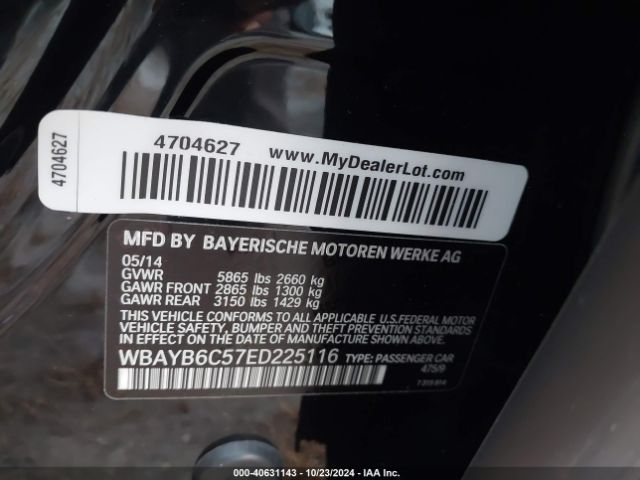 4704627
4704627 www.MyDealerLot.com
MFD BY BAYERISCHE MOTOREN WERKE AG
05/14
GVWR 5865 lbs 2660 kg
GAWR FRONT 2865 lbs 1300 kg
GAWR REAR 3150 lbs 1429 kg
THIS VEHICLE CONFORMS TO ALL APPLICABLE U.S.FEDERAL MOTOR
VEHICLE SAFETY, BUMPER AND THEFT PREVENTION STANDARDS
IN EFFECT ON THE DATE OF MANUFACTURE SHOWN ABOVE.
WBAYB6C57ED225116 TYPE: PASSENGER CAR
475/9
000-40631143 - 10/23/2024 - IAA Inc.